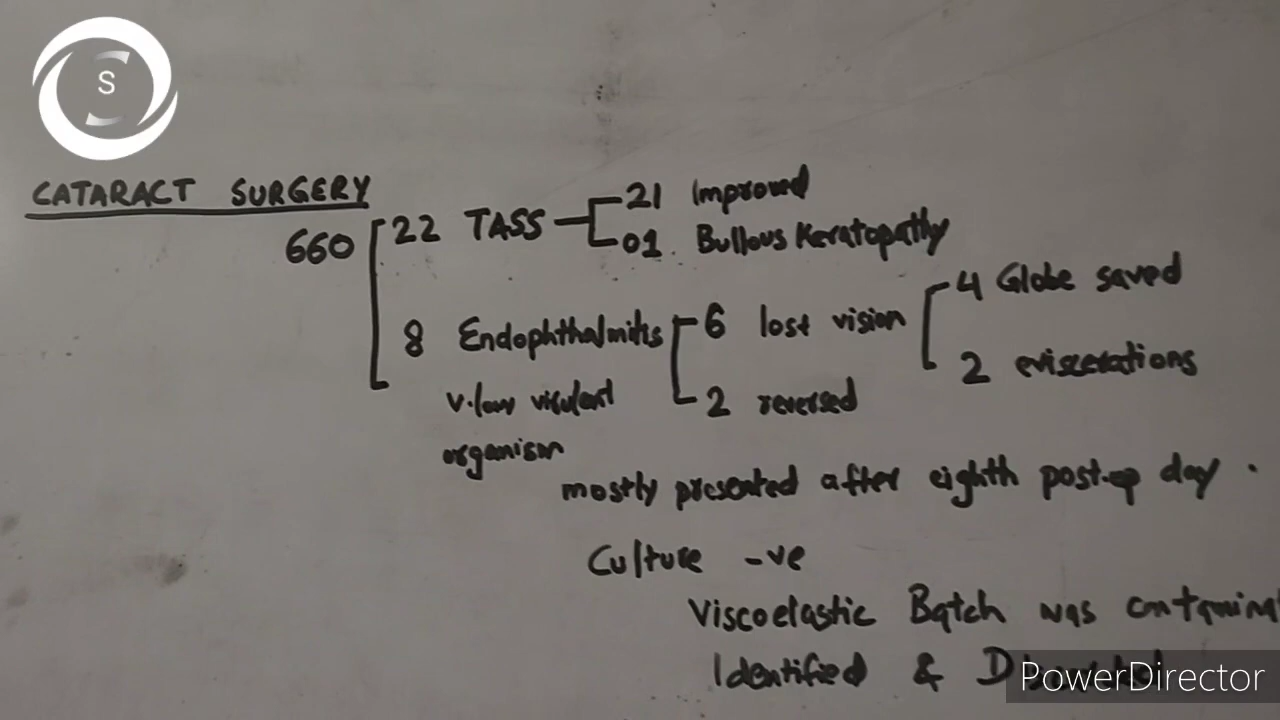 S
CATARACT SURGERY
660
22 TASS
21 Improved
01 Bullous Keratopathy
8 Endophthalmitis
v.low virulent
organism
6 lost vision
2 reversed
4 Globe saved
2 eviscerations
mostly presented after eighth post-op day.
Culture -ve
Viscoelastic Batch was
Identified &
PowerDirector